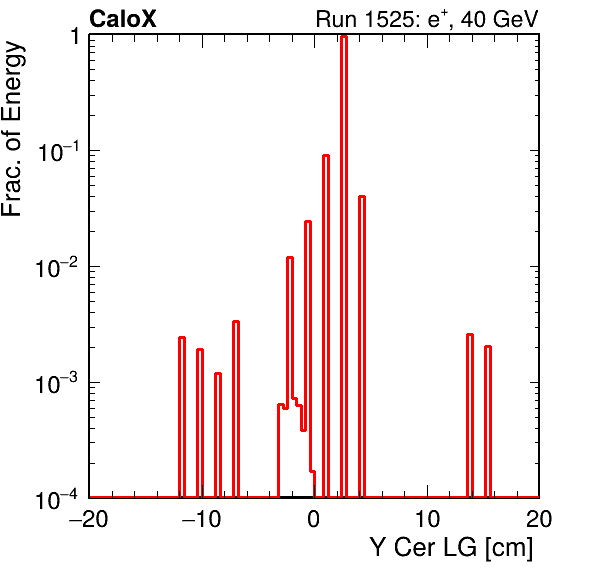 CaloX Run 1525: e⁺, 40 GeV
Frac. of Energy
1
10⁻¹
10⁻²
10⁻³
10⁻⁴
−20 −10 0 10 20
Y Cer LG [cm]